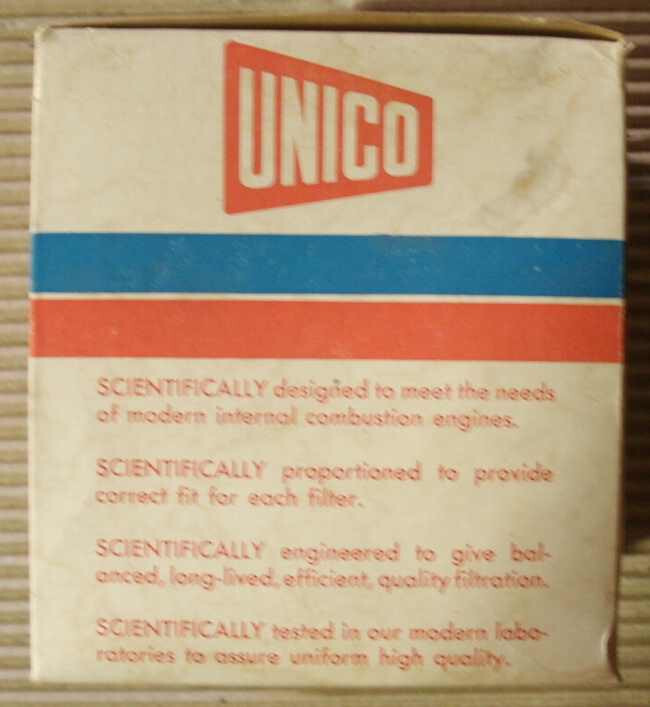 UNICO
SCIENTIFICALLY designed to meet the needs
of modern internal combustion engines.
SCIENTIFICALLY proportioned to provide
correct fit for each filter.
SCIENTIFICALLY engineered to give bal-
anced, long-lived, efficient, quality filtration.
SCIENTIFICALLY tested in our modern labo-
ratories to assure uniform high quality.